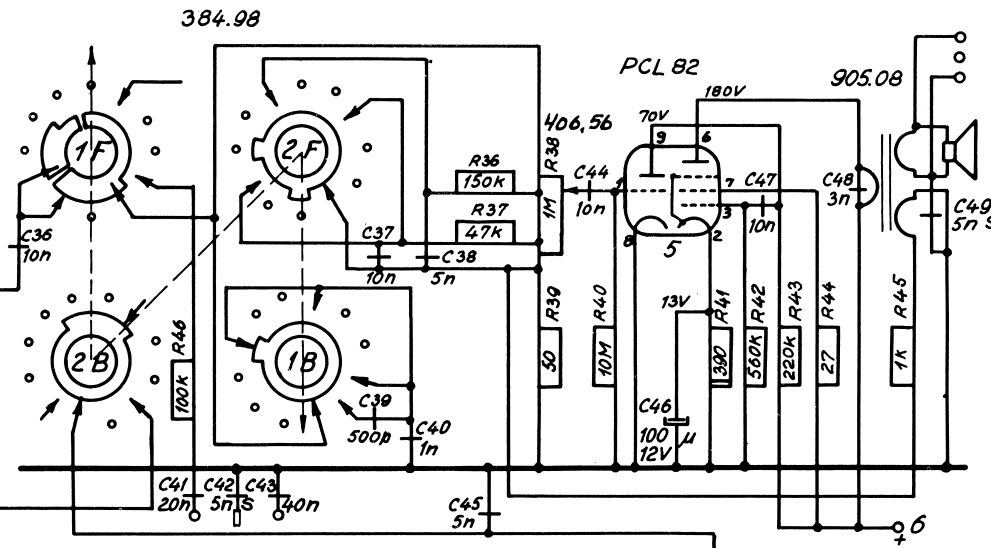 384.98
PCL 82
905.08
180V
70V
406,56
9
6
1F
2F
R36
150k
R38
1M
C44
10n
1
7
C47
10n
3
C48
3n
C49
5n S
R37
47k
C36
10n
C37
10n
C38
5n
8
5
2
13V
R46
100k
R39
50
R40
10M
R41
390
R42
560k
R43
220k
R44
27
R45
1k
2B
1B
C39
500p
C40
1n
C46
100 μ
12V
C41
20n
C42
5n S
C43
40n
C45
5n
6
+